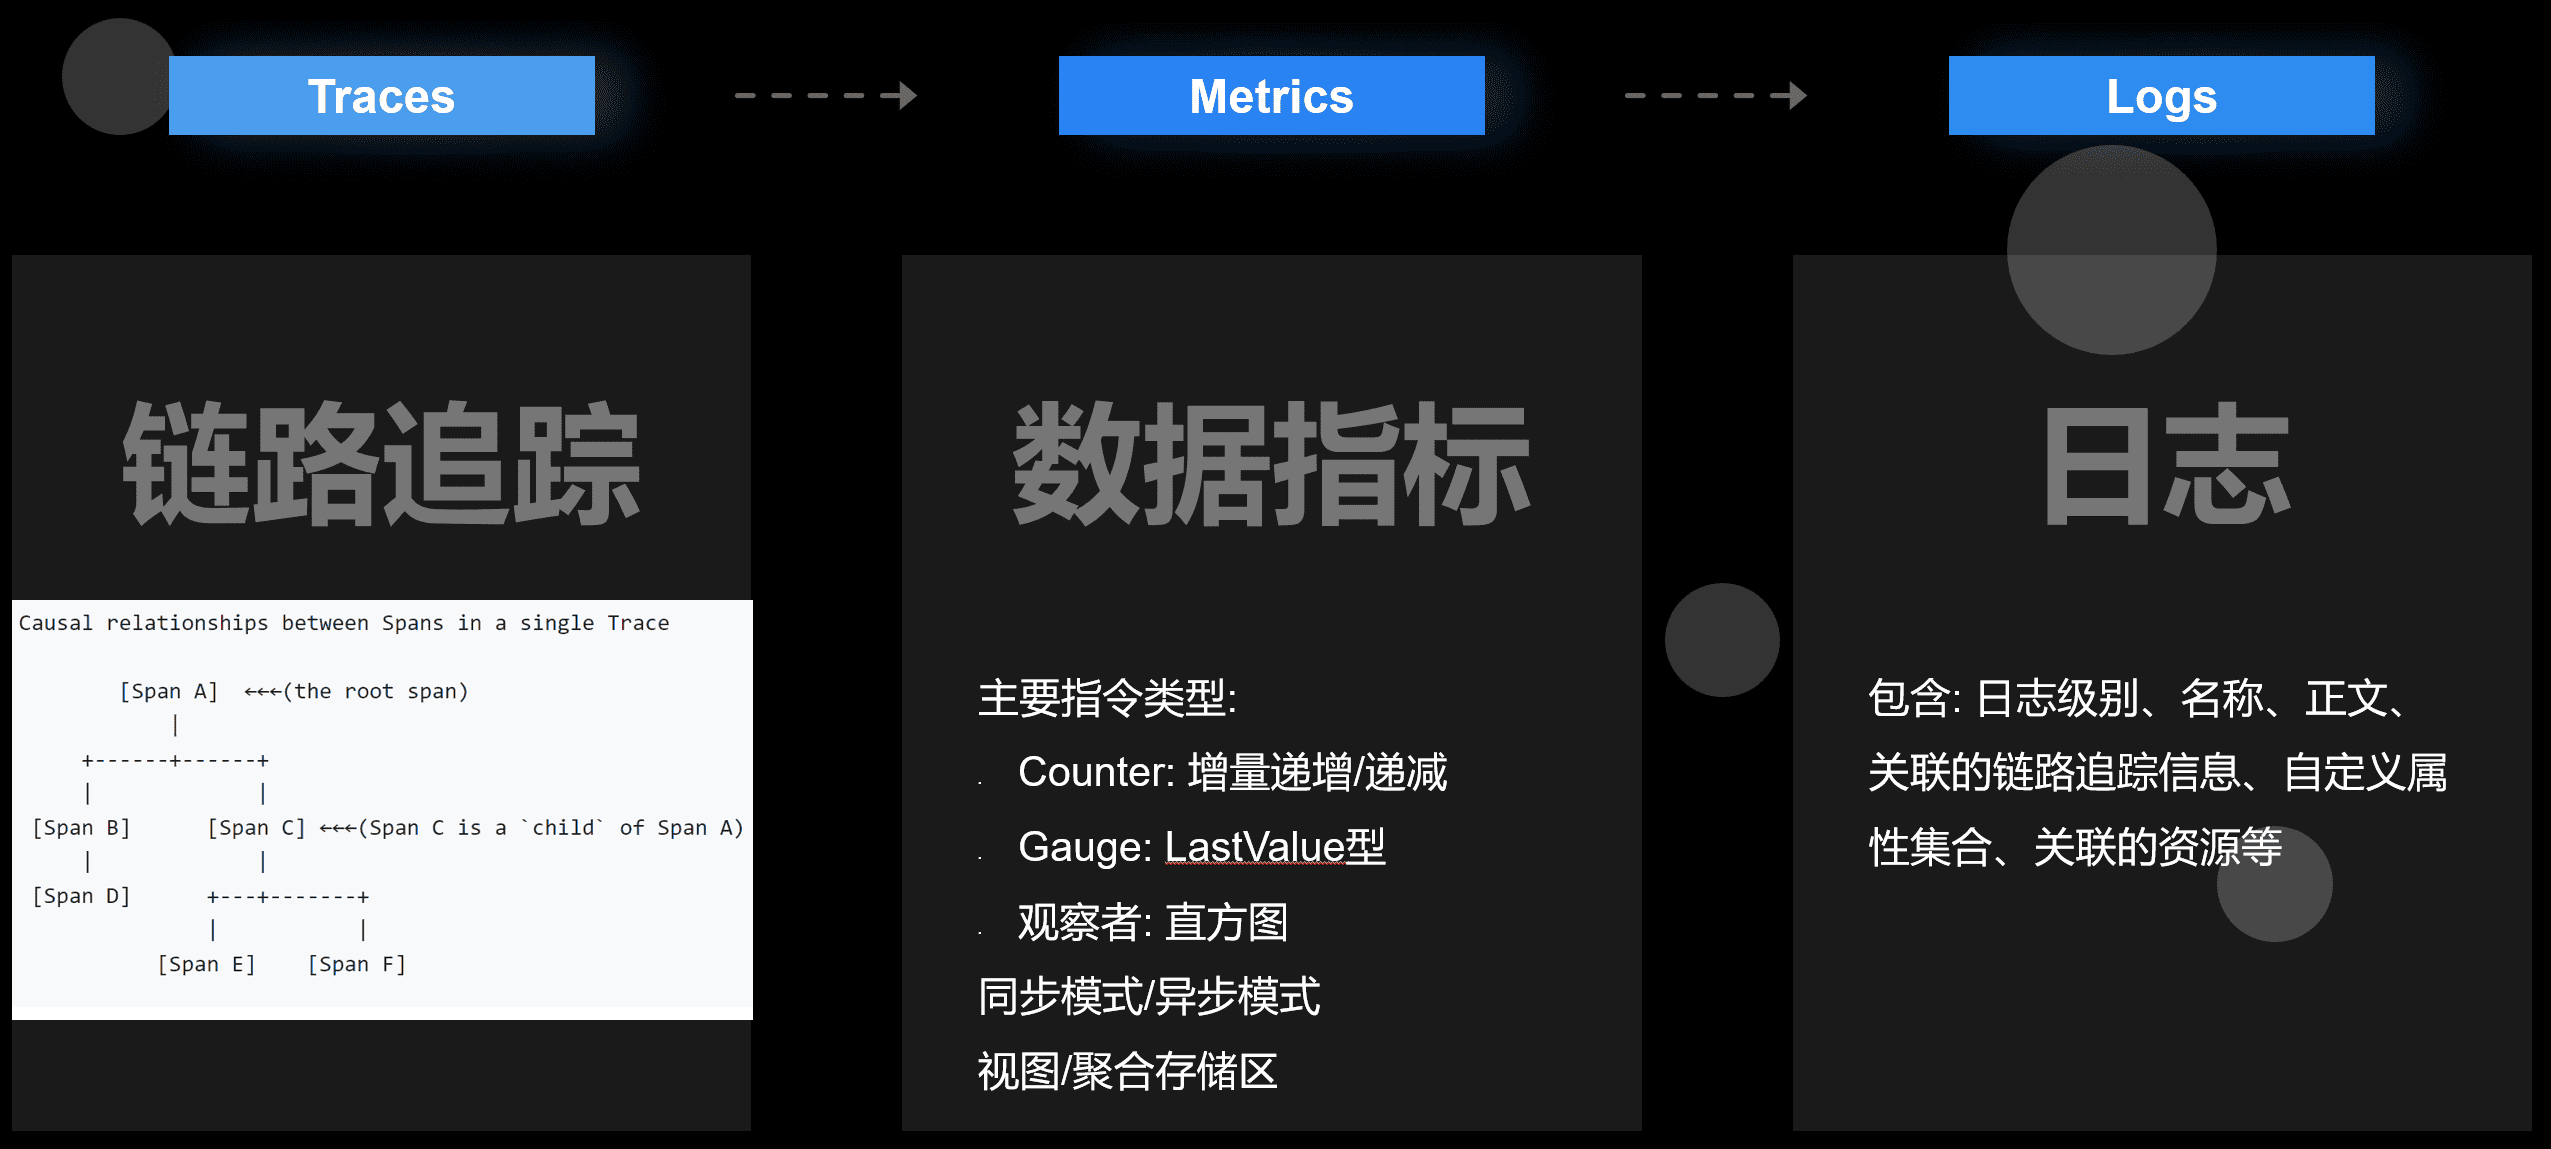 Traces
Metrics
Logs
链路追踪
Causal relationships between Spans in a single Trace
[Span A]  ←←←(the root span)
|
+------+------+
|             |
[Span B]      [Span C] ←←←(Span C is a `child` of Span A)
|             |
[Span D]      +---+-------+
|           |
[Span E]    [Span F]
数据指标
主要指令类型:
· Counter: 增量递增/递减
· Gauge: LastValue型
· 观察者: 直方图
同步模式/异步模式
视图/聚合存储区
日志
包含: 日志级别、名称、正文、
关联的链路追踪信息、自定义属
性集合、关联的资源等